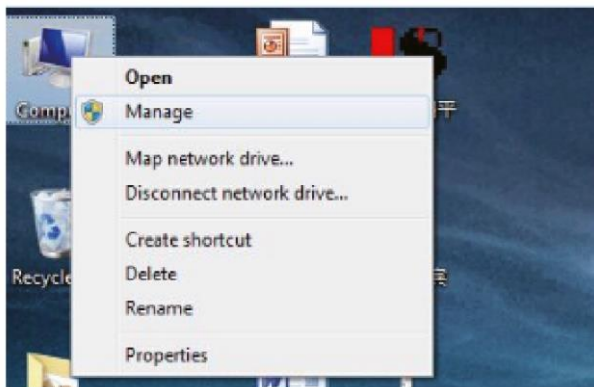 Open
Manage
Map network drive...
Disconnect network drive...
Create shortcut
Delete
Rename
Properties